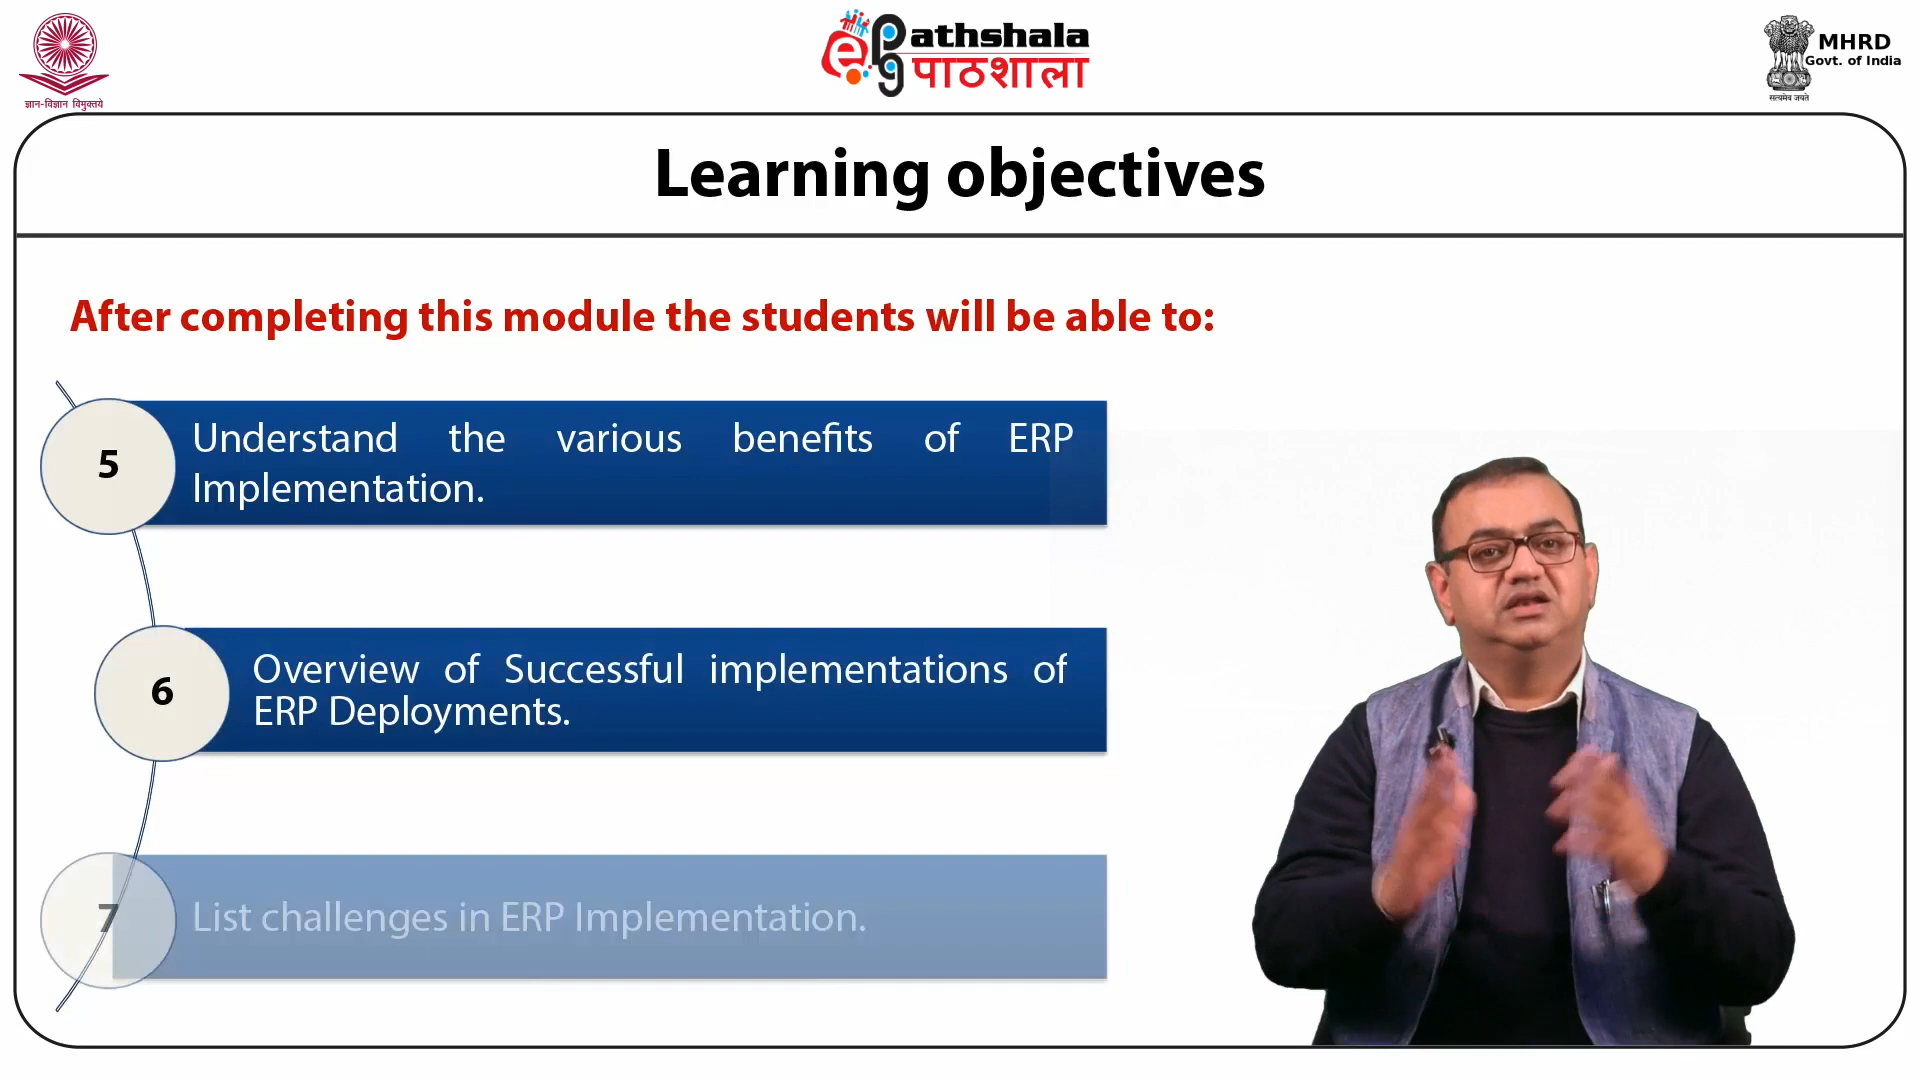 ज्ञान-विज्ञान विमुक्तये
ePathshala
पाठशाला
MHRD
Govt. of India
सत्यमेव जयते
Learning objectives
After completing this module the students will be able to:
5
Understand the various benefits of ERP
Implementation.
6
Overview of Successful implementations of
ERP Deployments.
7
List challenges in ERP Implementation.